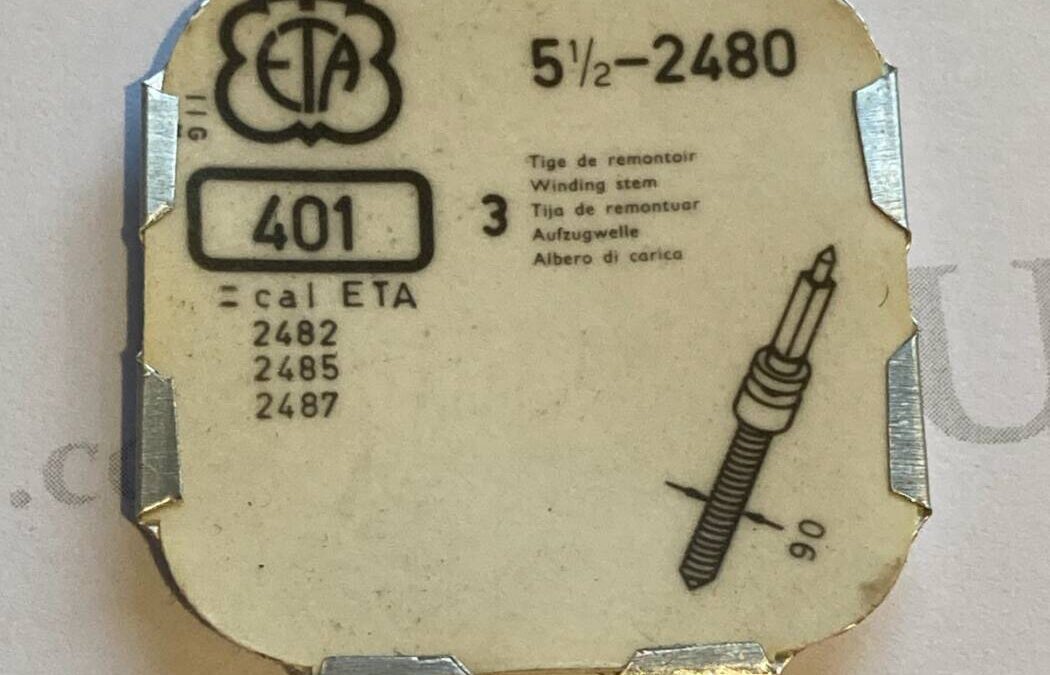 ETA
5½-2480
11G
401
3
Tige de remontoir
Winding stem
Tija de remontuar
Aufzugwelle
Albero di carica
= cal ETA
2482
2485
2487
90
.c
U